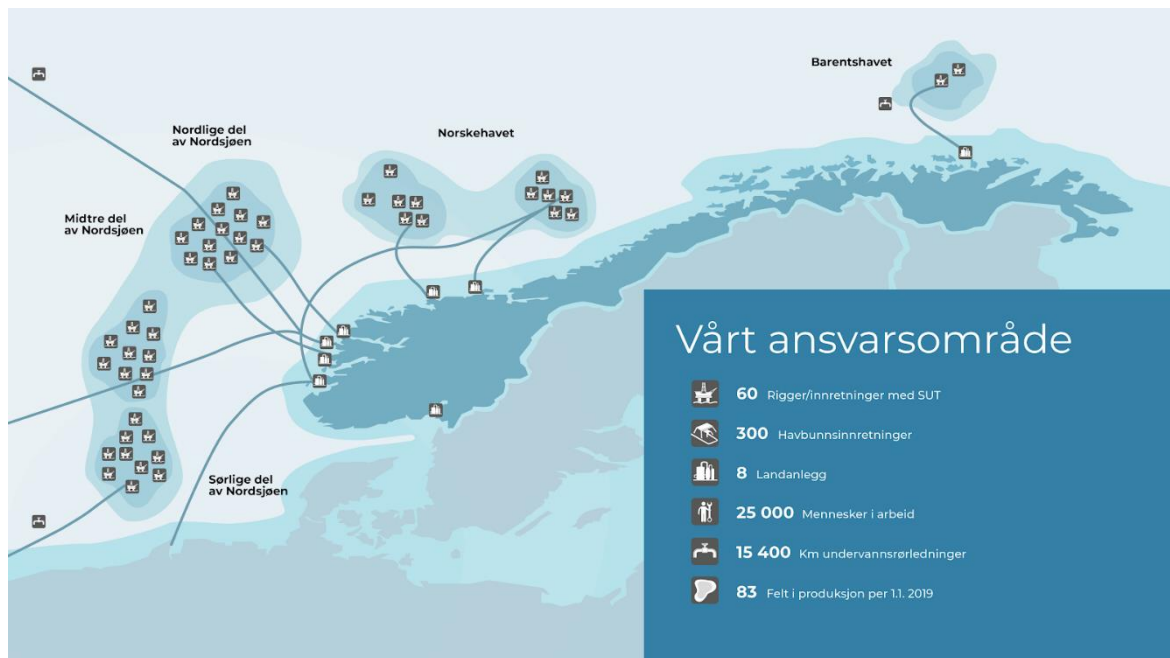 Barentshavet
Nordlige del
av Nordsjøen
Norskehavet
Midtre del
av Nordsjøen
Sørlige del
av Nordsjøen
Vårt ansvarsområde
60 Rigger/innretninger med SUT
300 Havbunnsinnretninger
8 Landanlegg
25 000 Mennesker i arbeid
15 400 Km undervannsrørledninger
83 Felt i produksjon per 1.1. 2019